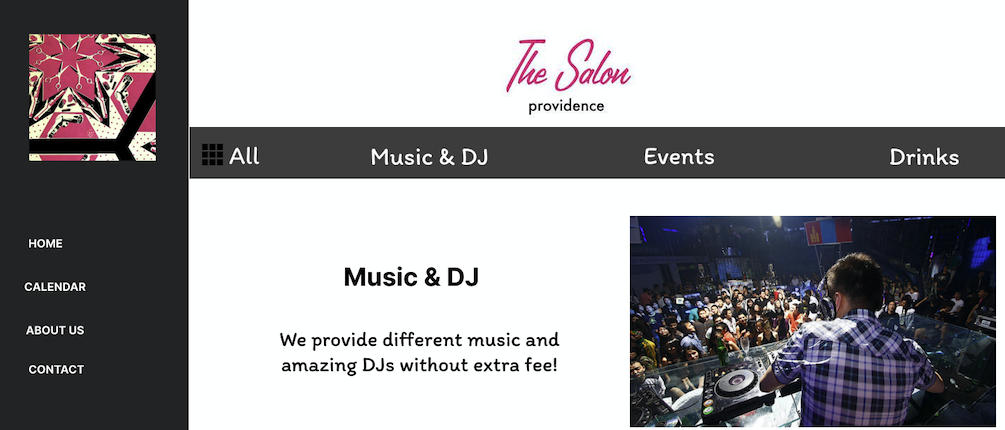 The Salon
providence
All
Music & DJ
Events
Drinks
HOME
CALENDAR
ABOUT US
CONTACT
Music & DJ
We provide different music and
amazing DJs without extra fee!